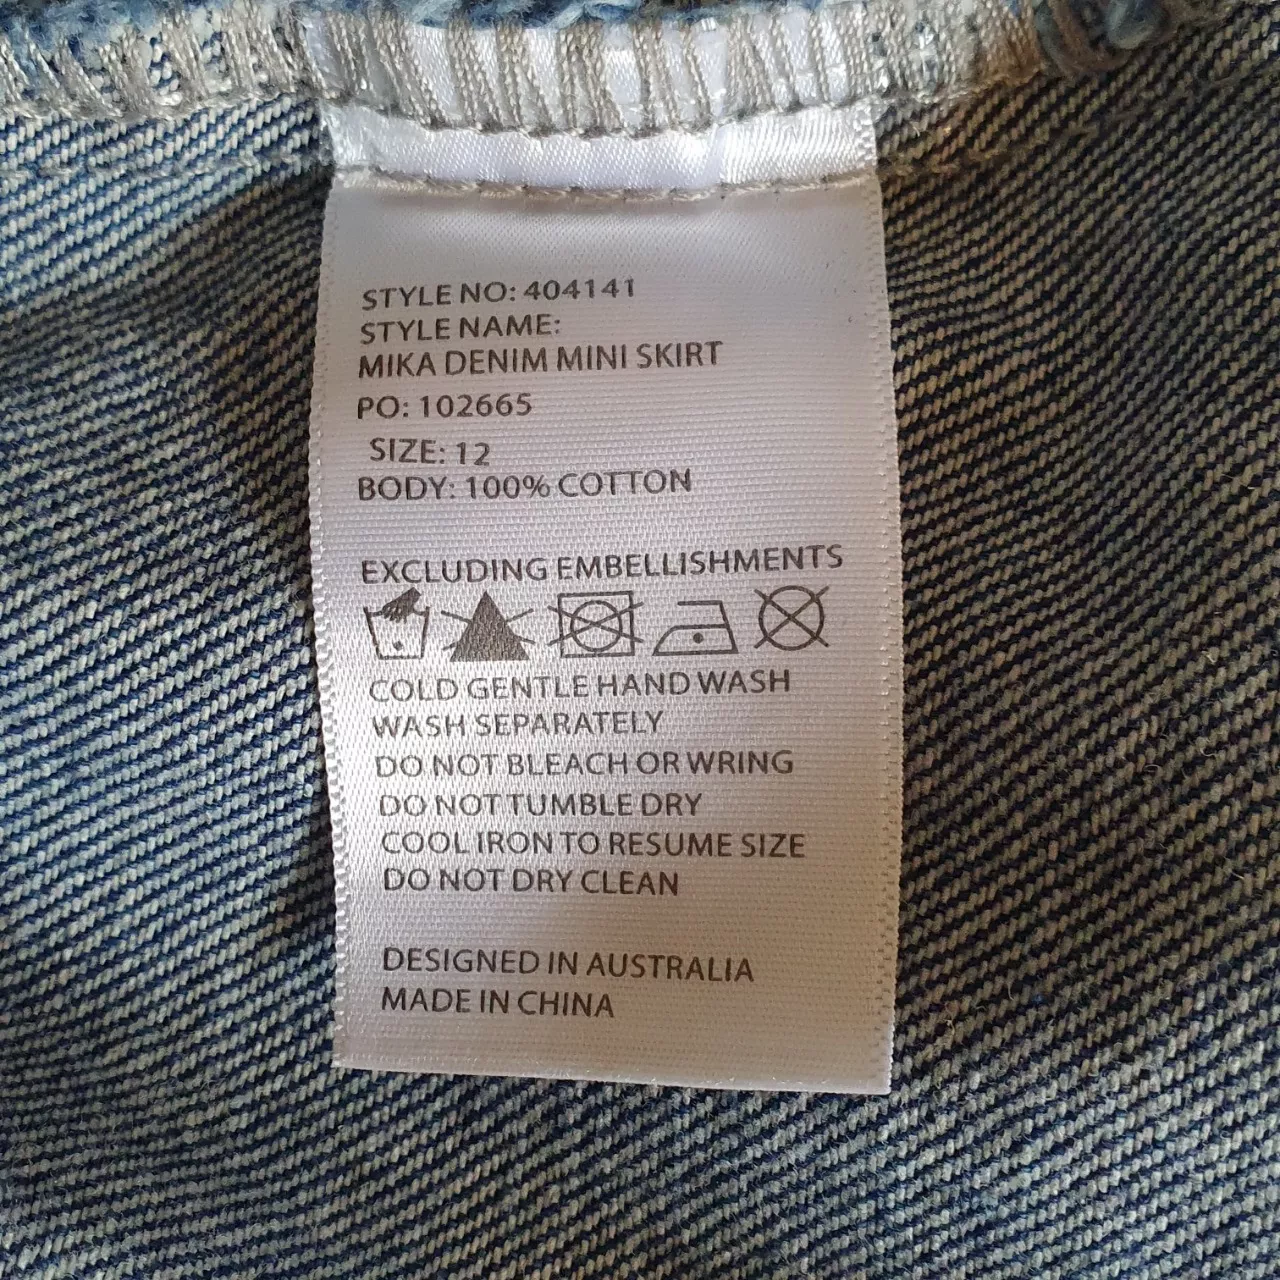 STYLE NO: 404141
STYLE NAME:
MIKA DENIM MINI SKIRT
PO: 102665
SIZE: 12
BODY: 100% COTTON
EXCLUDING EMBELLISHMENTS
COLD GENTLE HAND WASH
WASH SEPARATELY
DO NOT BLEACH OR WRING
DO NOT TUMBLE DRY
COOL IRON TO RESUME SIZE
DO NOT DRY CLEAN
DESIGNED IN AUSTRALIA
MADE IN CHINA